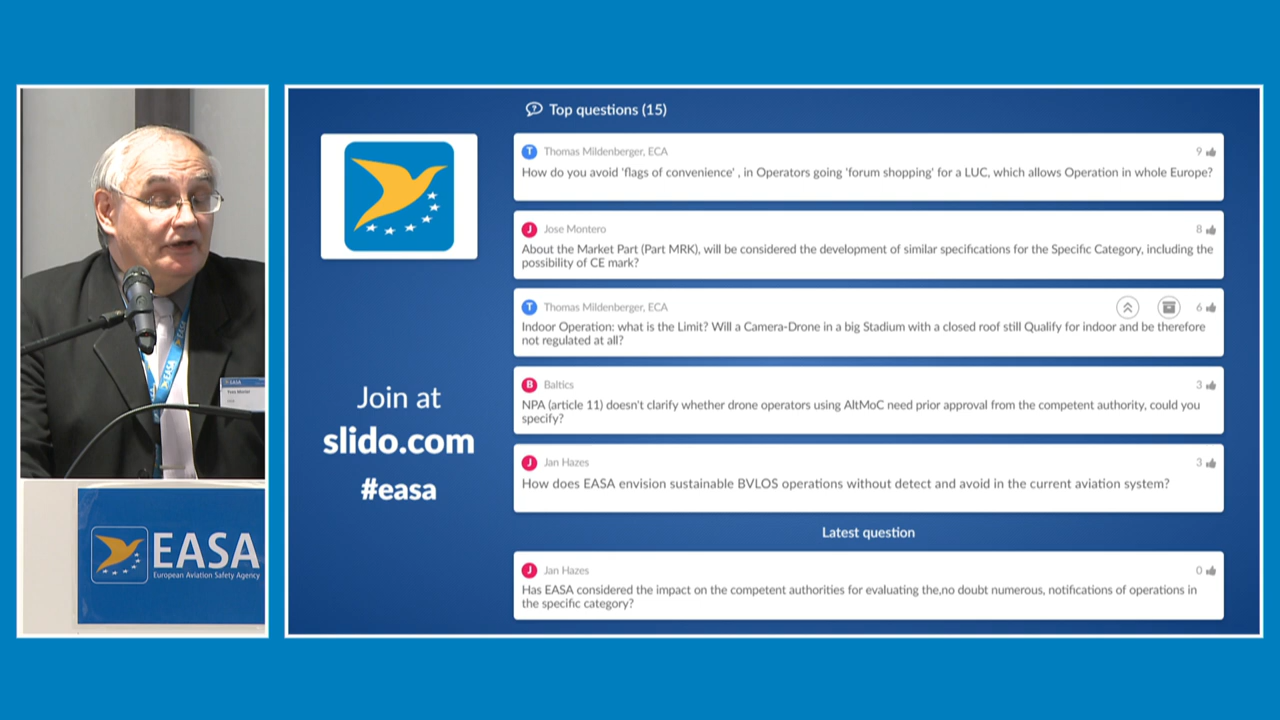 Top questions (15)
T Thomas Mildenberger, ECA 9
How do you avoid 'flags of convenience' , in Operators going 'forum shopping' for a LUC, which allows Operation in whole Europe?
J Jose Montero 8
About the Market Part (Part MRK), will be considered the development of similar specifications for the Specific Category, including the
possibility of CE mark?
T Thomas Mildenberger, ECA 6
Indoor Operation: what is the Limit? Will a Camera-Drone in a big Stadium with a closed roof still Qualify for indoor and be therefore
not regulated at all?
B Baltics 3
NPA (article 11) doesn't clarify whether drone operators using AltMoC need prior approval from the competent authority, could you
specify?
J Jan Hazes 3
How does EASA envision sustainable BVLOS operations without detect and avoid in the current aviation system?
Latest question
J Jan Hazes 0
Has EASA considered the impact on the competent authorities for evaluating the,no doubt numerous, notifications of operations in
the specific category?
Join at
slido.com
#easa
EASA
EASA
EASA
European Aviation Safety Agency